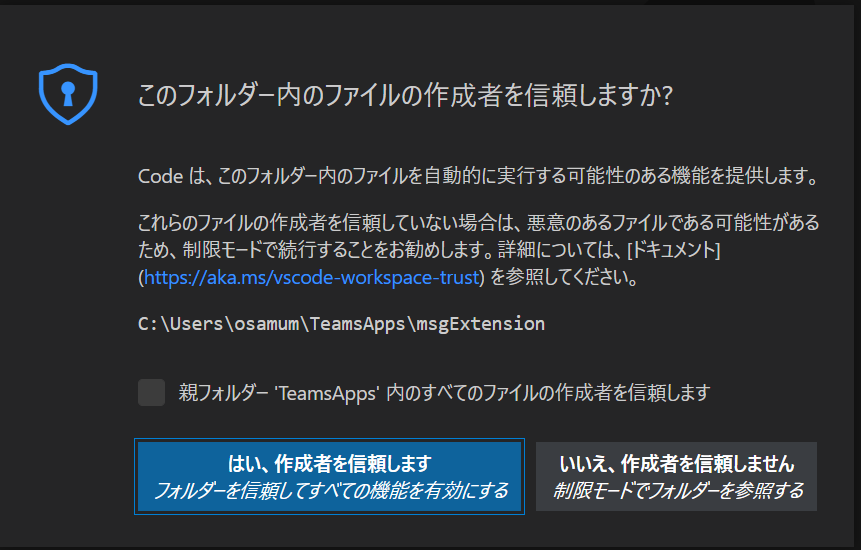 このフォルダー内のファイルの作成者を信頼しますか?
Code は、このフォルダー内のファイルを自動的に実行する可能性のある機能を提供します。
これらのファイルの作成者を信頼していない場合は、悪意のあるファイルである可能性がある
ため、制限モードで続行することをお勧めします。詳細については、[ドキュメント]
(https://aka.ms/vscode-workspace-trust) を参照してください。
C:\Users\osamum\TeamsApps\msgExtension
親フォルダー 'TeamsApps' 内のすべてのファイルの作成者を信頼します
はい、作成者を信頼します
フォルダーを信頼してすべての機能を有効にする
いいえ、作成者を信頼しません
制限モードでフォルダーを参照する